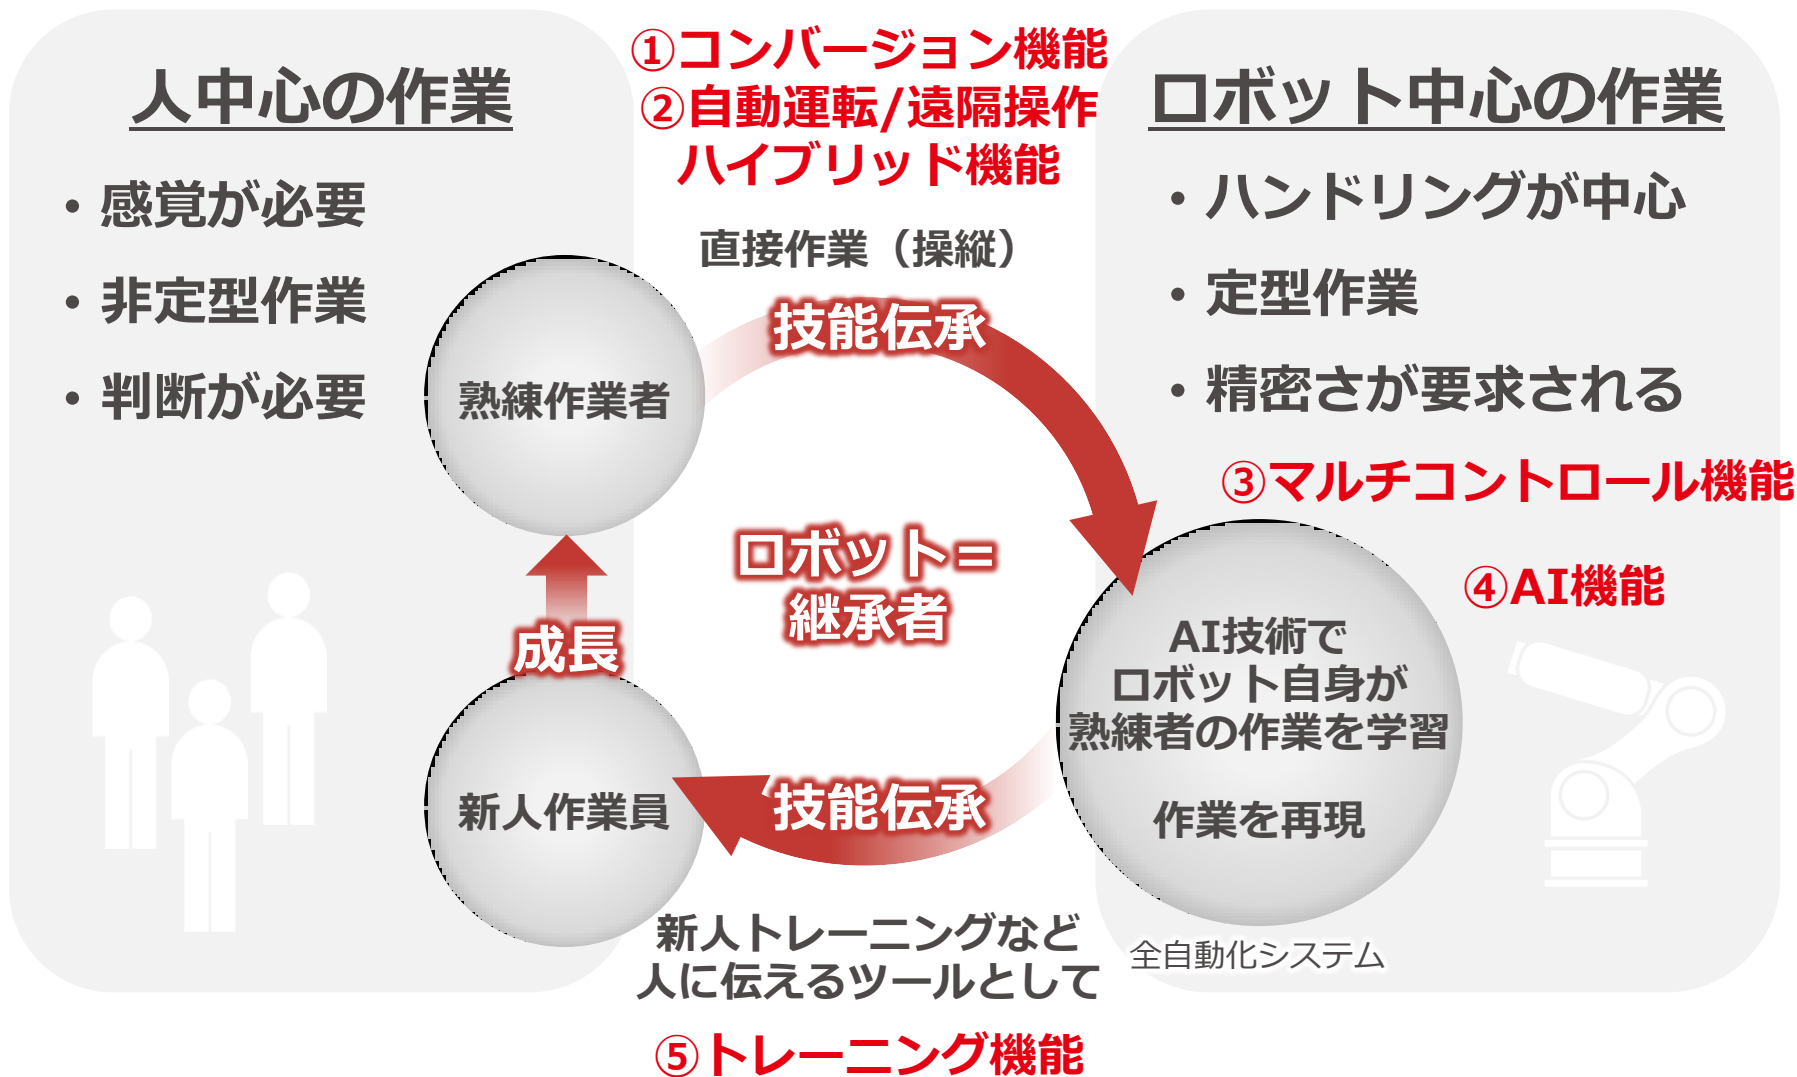 人中心の作業
・感覚が必要
・非定型作業
・判断が必要
①コンバージョン機能
②自動運転/遠隔操作
ハイブリッド機能
直接作業（操縦）
技能伝承
熟練作業者
ロボット中心の作業
・ハンドリングが中心
・定型作業
・精密さが要求される
③マルチコントロール機能
④AI機能
ロボット＝
継承者
成長
新人作業員
技能伝承
AI技術で
ロボット自身が
熟練者の作業を学習
作業を再現
全自動化システム
新人トレーニングなど
人に伝えるツールとして
⑤トレーニング機能